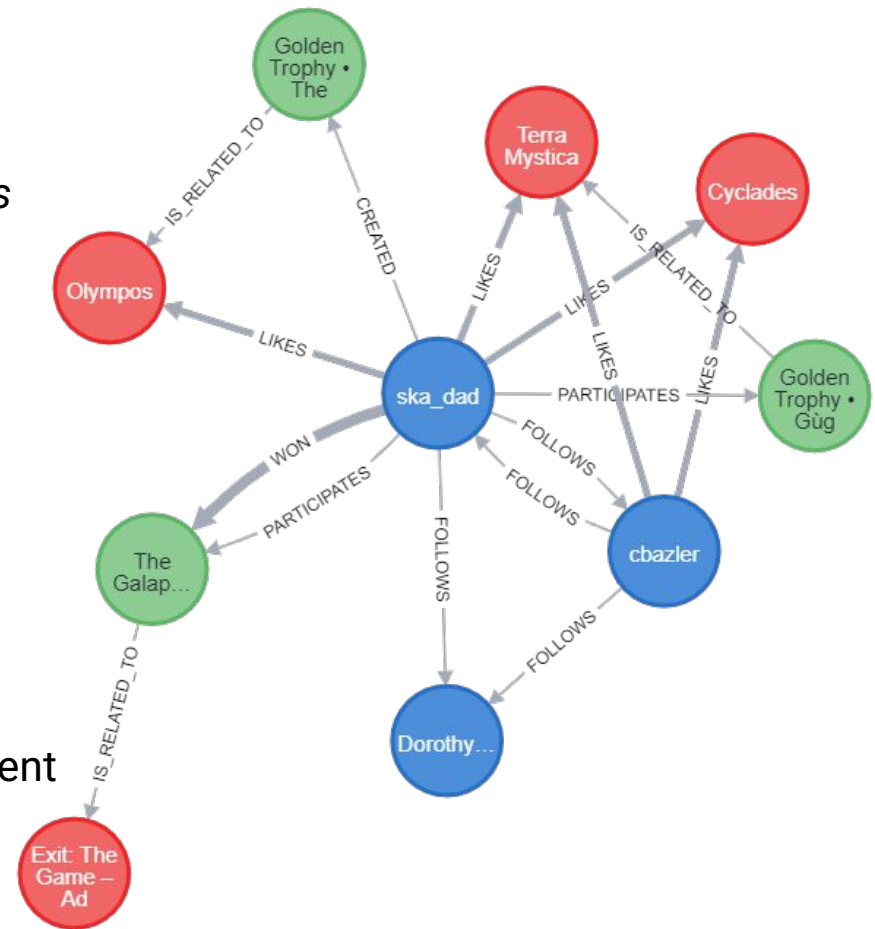 Golden
Trophy •
The
IS_RELATED_TO
CREATED
Terra
Mystica
Cyclades
s
Olympos
LIKES
LIKES
LIKES
IS_RELATED_TO
LIKES
LIKES
ska_dad
PARTICIPATES
Golden
Trophy •
Gùg
WON
PARTICIPATES
FOLLOWS
FOLLOWS
FOLLOWS
The
Galap...
cbazler
FOLLOWS
IS_RELATED_TO
Dorothy...
ent
Exit: The
Game –
Ad